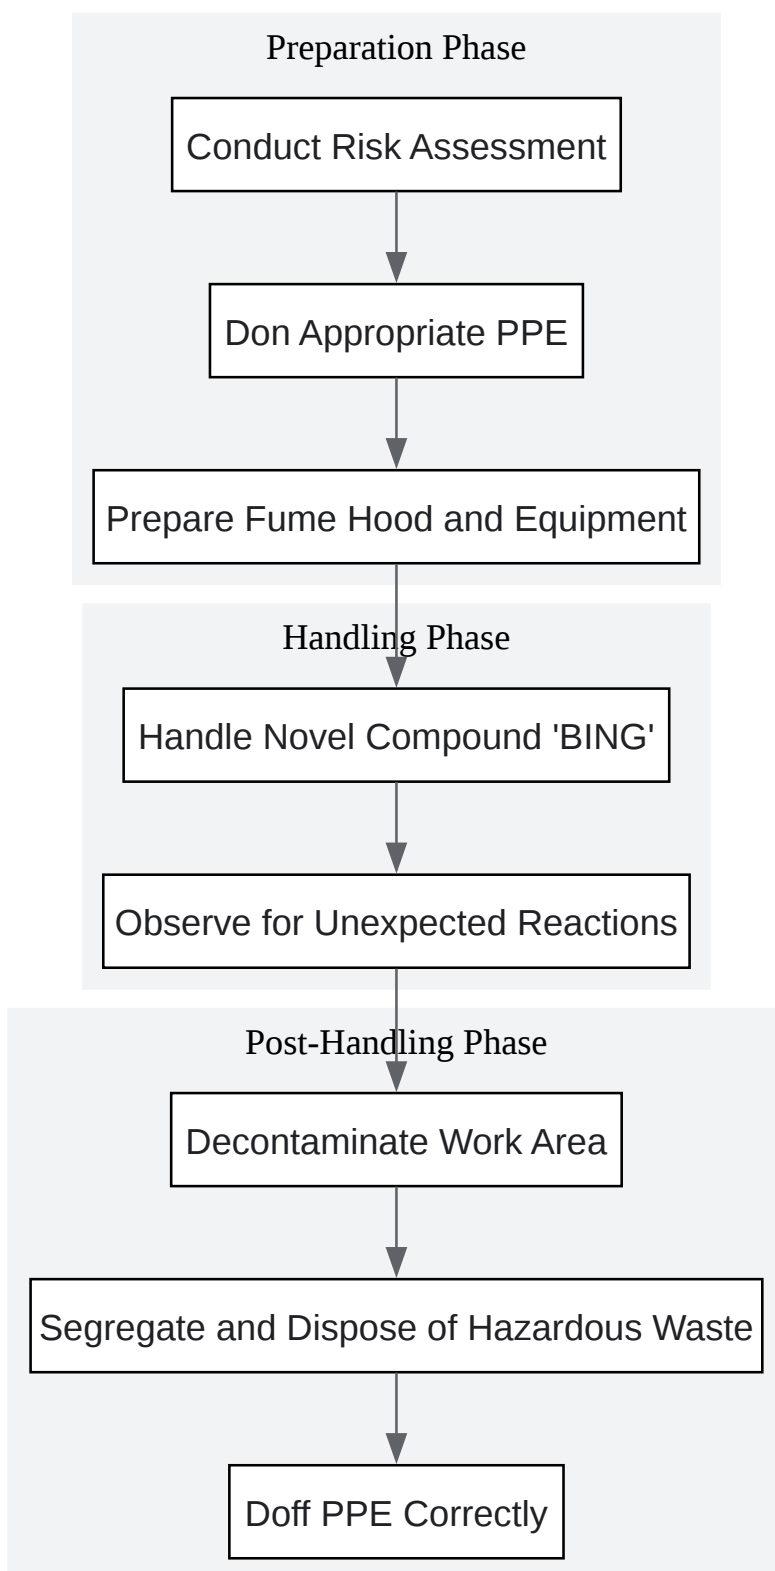 Preparation Phase
Conduct Risk Assessment
Don Appropriate PPE
Prepare Fume Hood and Equipment
Handling Phase
Handle Novel Compound 'BING'
Observe for Unexpected Reactions
Post-Handling Phase
Decontaminate Work Area
Segregate and Dispose of Hazardous Waste
Doff PPE Correctly